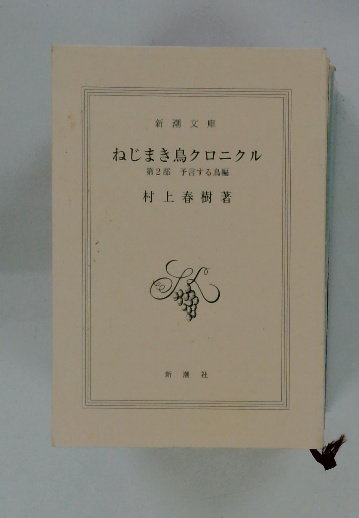 新潮文庫
ねじまき鳥クロニクル
第2部 予言する鳥編
村上春樹著
新潮社